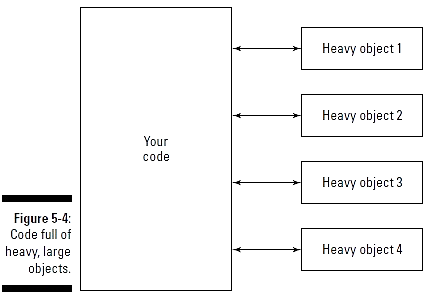 Heavy object 1
Heavy object 2
Your
code
Heavy object 3
Heavy object 4
Figure 5-4:
Code full of
heavy, large
objects.